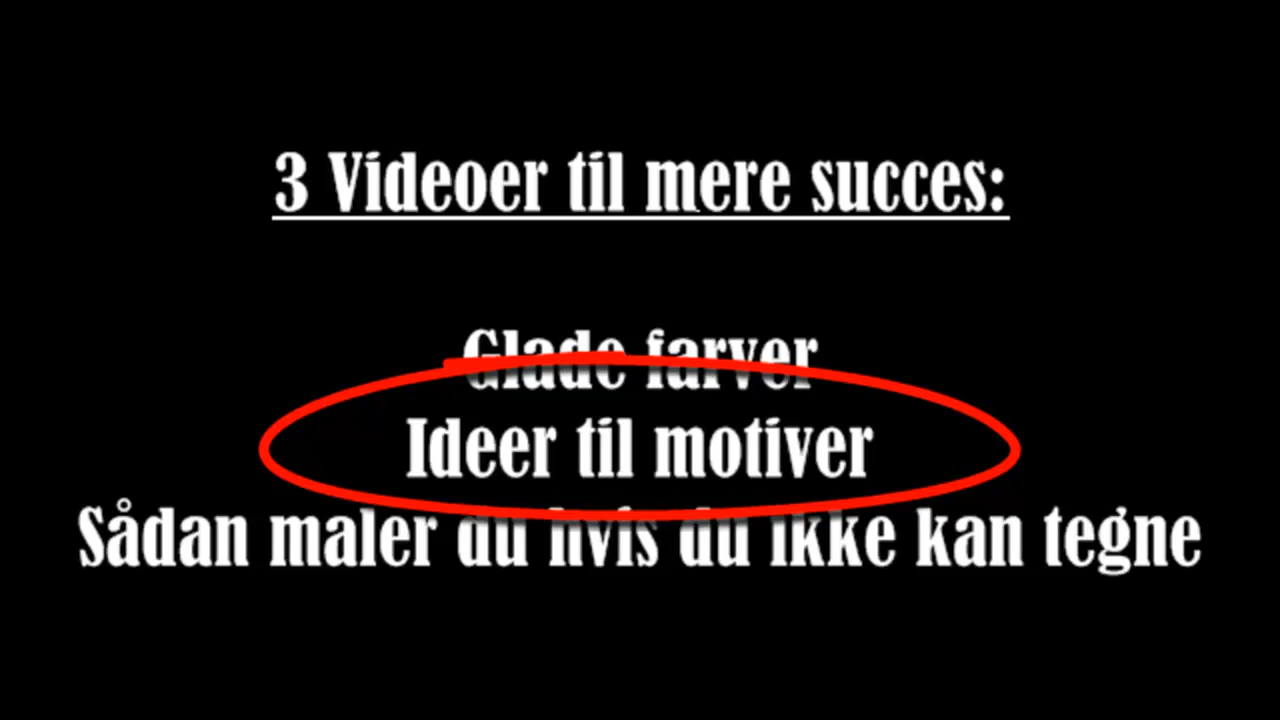 3 Videoer til mere succes:
Glade farver
Ideer til motiver
Sådan maler du hvis du ikke kan tegne